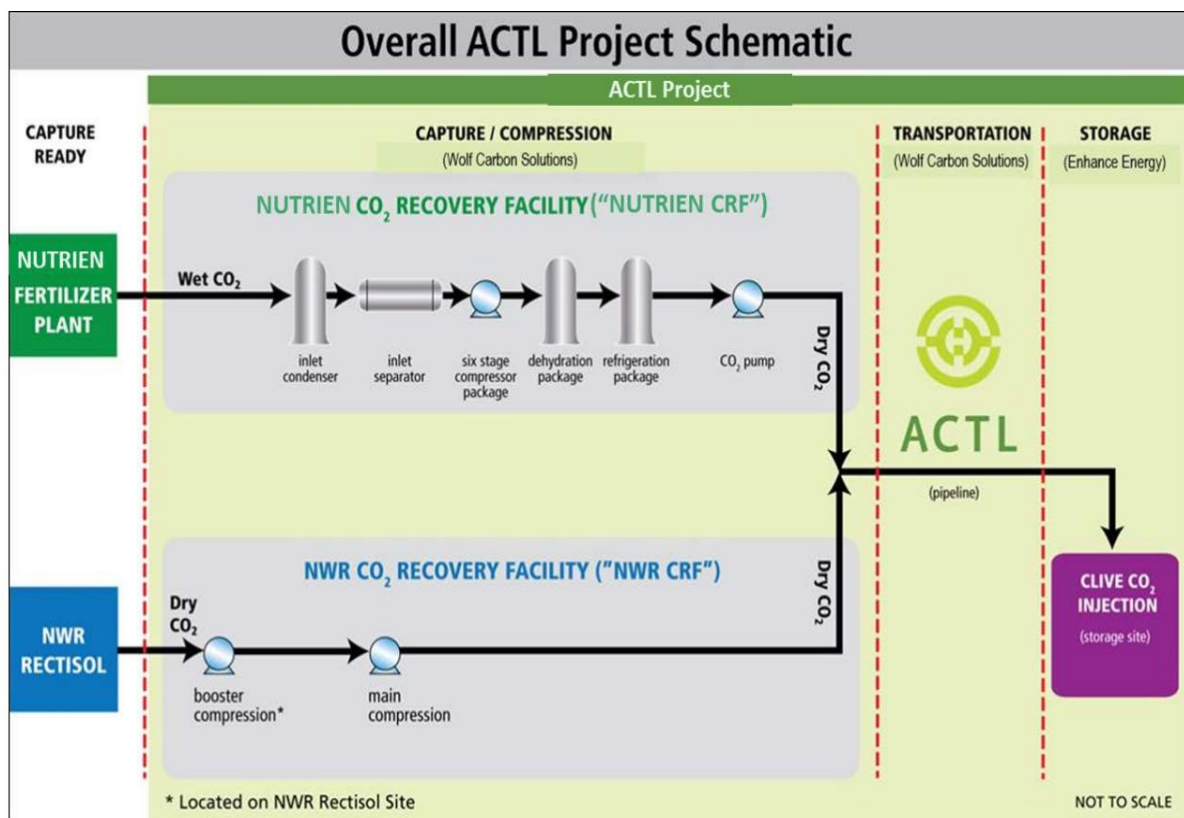 Overall ACTL Project Schematic
ACTL Project
CAPTURE
READY
CAPTURE / COMPRESSION
(Wolf Carbon Solutions)
TRANSPORTATION
(Wolf Carbon Solutions)
STORAGE
(Enhance Energy)
NUTRIEN CO₂ RECOVERY FACILITY ("NUTRIEN CRF")
NUTRIEN
FERTILIZER
PLANT
Wet CO₂
inlet
condenser
inlet
separator
six stage
compressor
package
dehydration
package
refrigeration
package
CO₂ pump
Dry CO₂
ACTL
(pipeline)
NWR CO₂ RECOVERY FACILITY ("NWR CRF")
NWR
RECTISOL
Dry
CO₂
booster
compression*
main
compression
Dry CO₂
CLIVE CO₂
INJECTION
(storage site)
* Located on NWR Rectisol Site
NOT TO SCALE